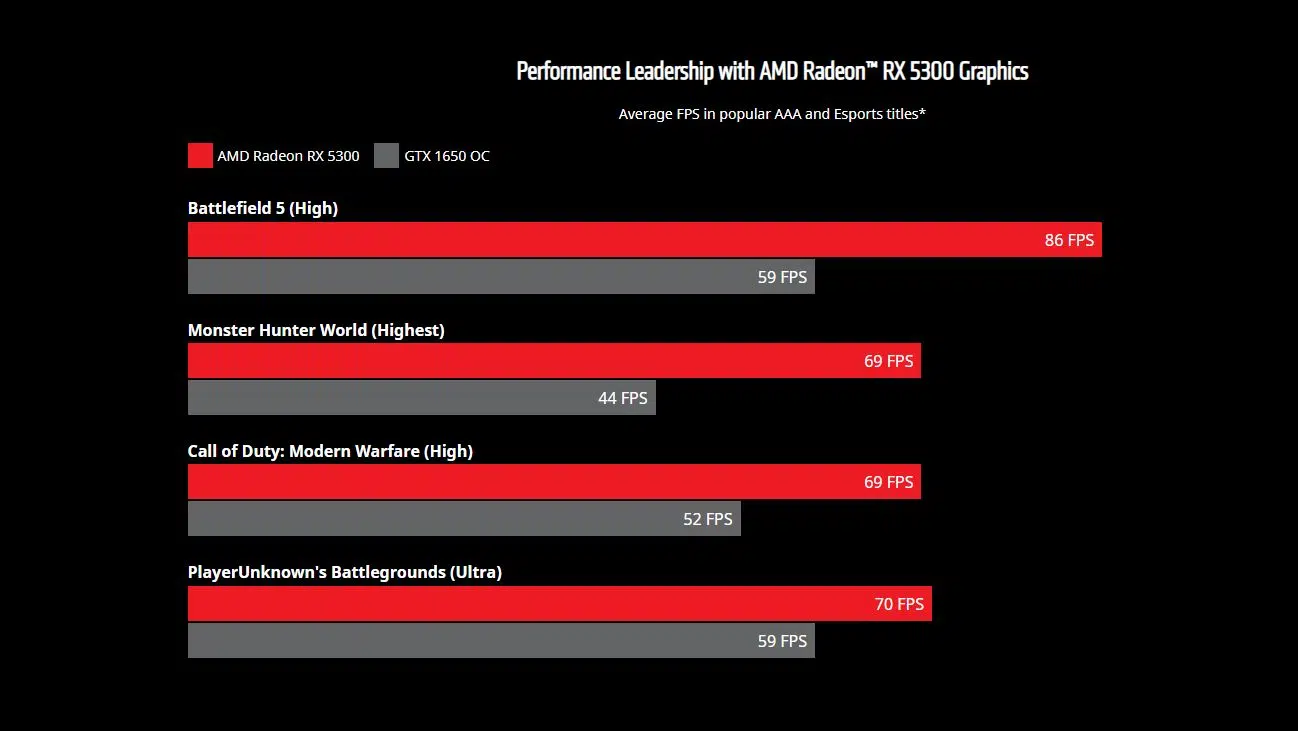 Performance Leadership with AMD Radeon™ RX 5300 Graphics
Average FPS in popular AAA and Esports titles*
AMD Radeon RX 5300 GTX 1650 OC
Battlefield 5 (High)
86 FPS
59 FPS
Monster Hunter World (Highest)
69 FPS
44 FPS
Call of Duty: Modern Warfare (High)
69 FPS
52 FPS
PlayerUnknown's Battlegrounds (Ultra)
70 FPS
59 FPS